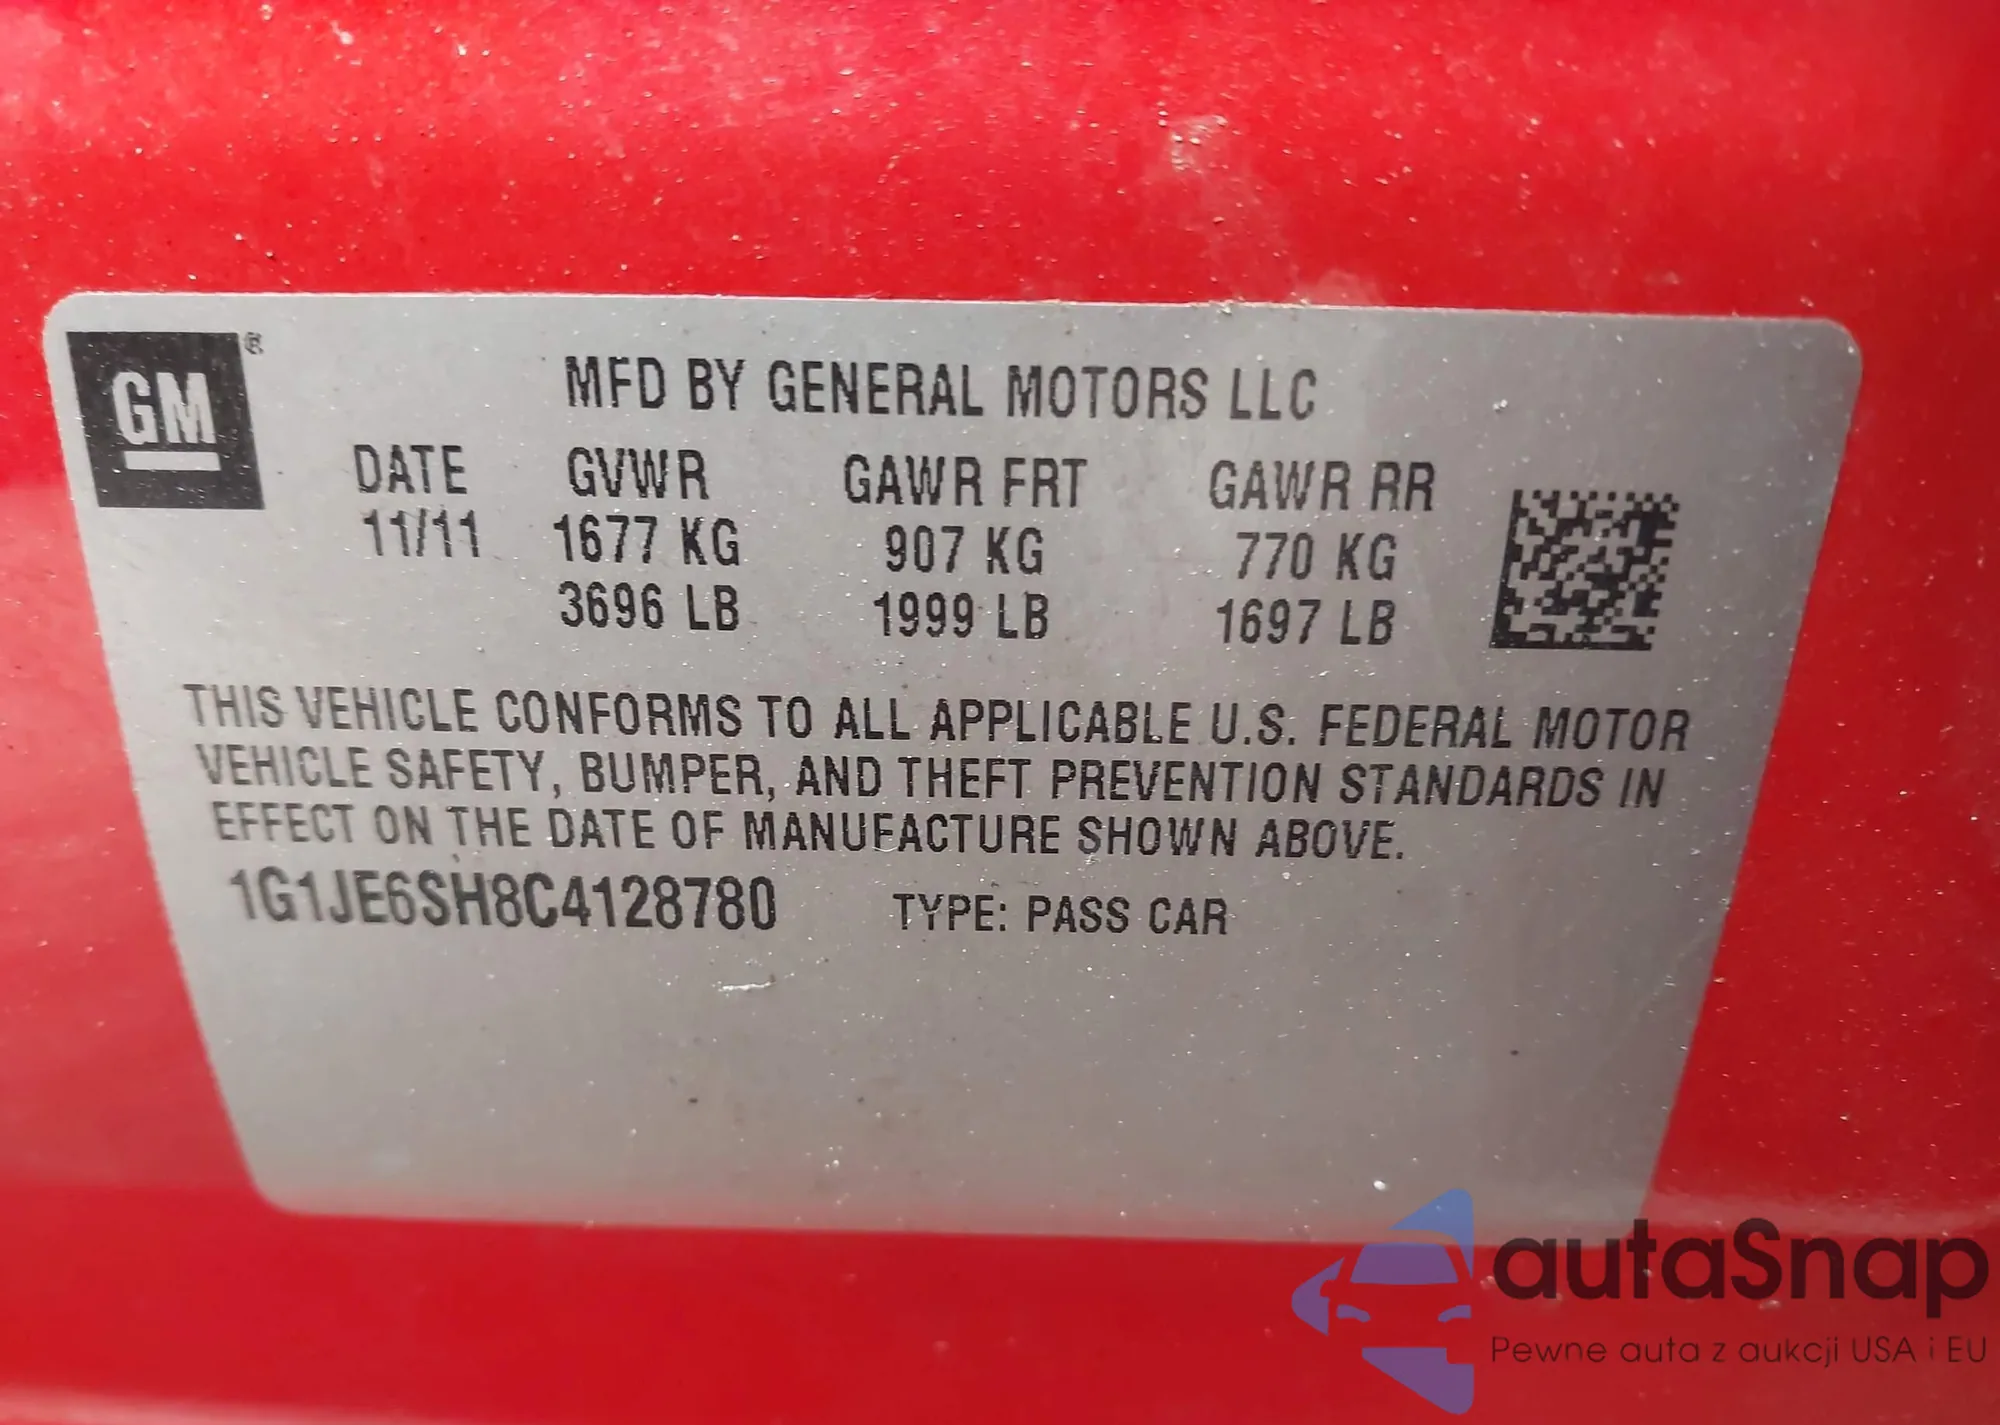 GM ®
MFD BY GENERAL MOTORS LLC
DATE GVWR GAWR FRT GAWR RR
11/11 1677 KG 907 KG 770 KG
3696 LB 1999 LB 1697 LB
THIS VEHICLE CONFORMS TO ALL APPLICABLE U.S. FEDERAL MOTOR
VEHICLE SAFETY, BUMPER, AND THEFT PREVENTION STANDARDS IN
EFFECT ON THE DATE OF MANUFACTURE SHOWN ABOVE.
1G1JE6SH8C4128780 TYPE: PASS CAR
autaSnap
Pewne auta z aukcji USA i EU